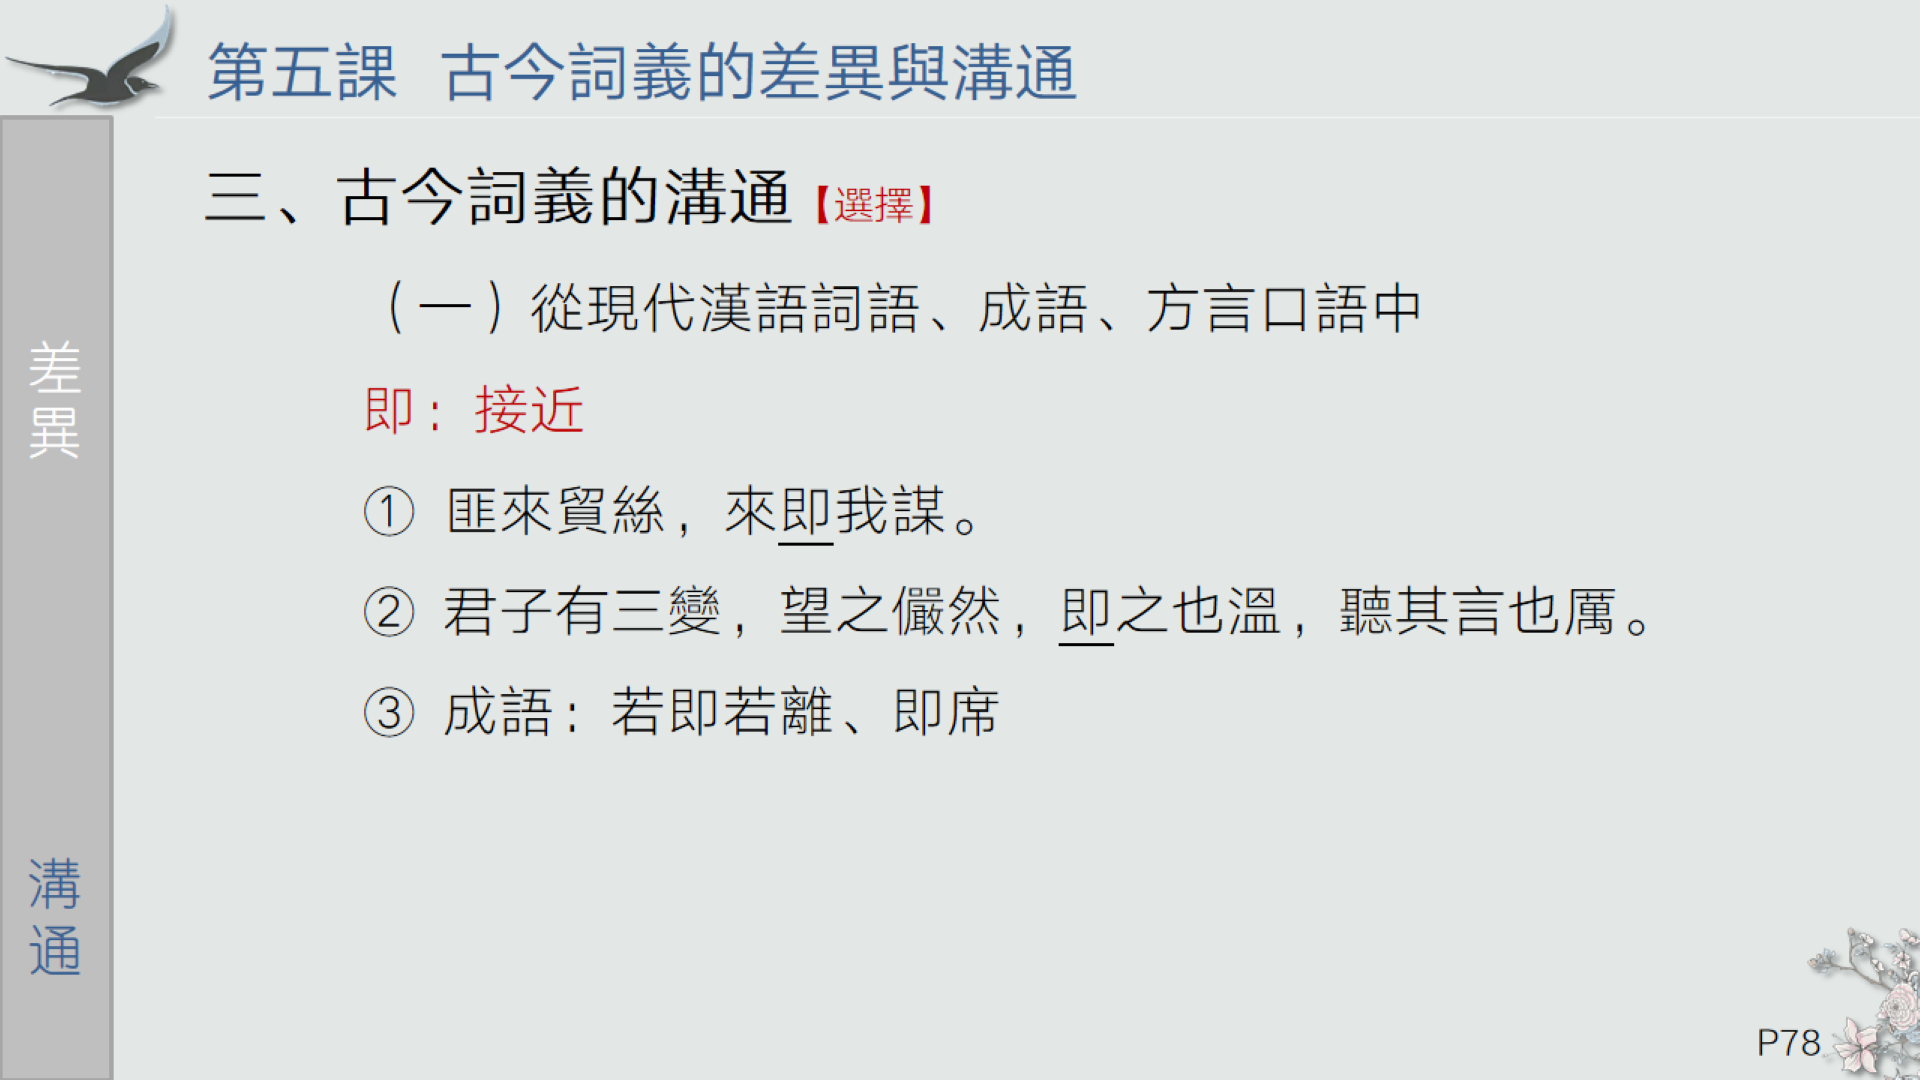 第五課 古今詞義的差異與溝通
差異
溝通
三、古今詞義的溝通【選擇】
（一）從現代漢語詞語、成語、方言口語中
即：接近
① 匪來貿絲，來即我謀。
② 君子有三變，望之儼然，即之也溫，聽其言也厲。
③ 成語：若即若離、即席
P78